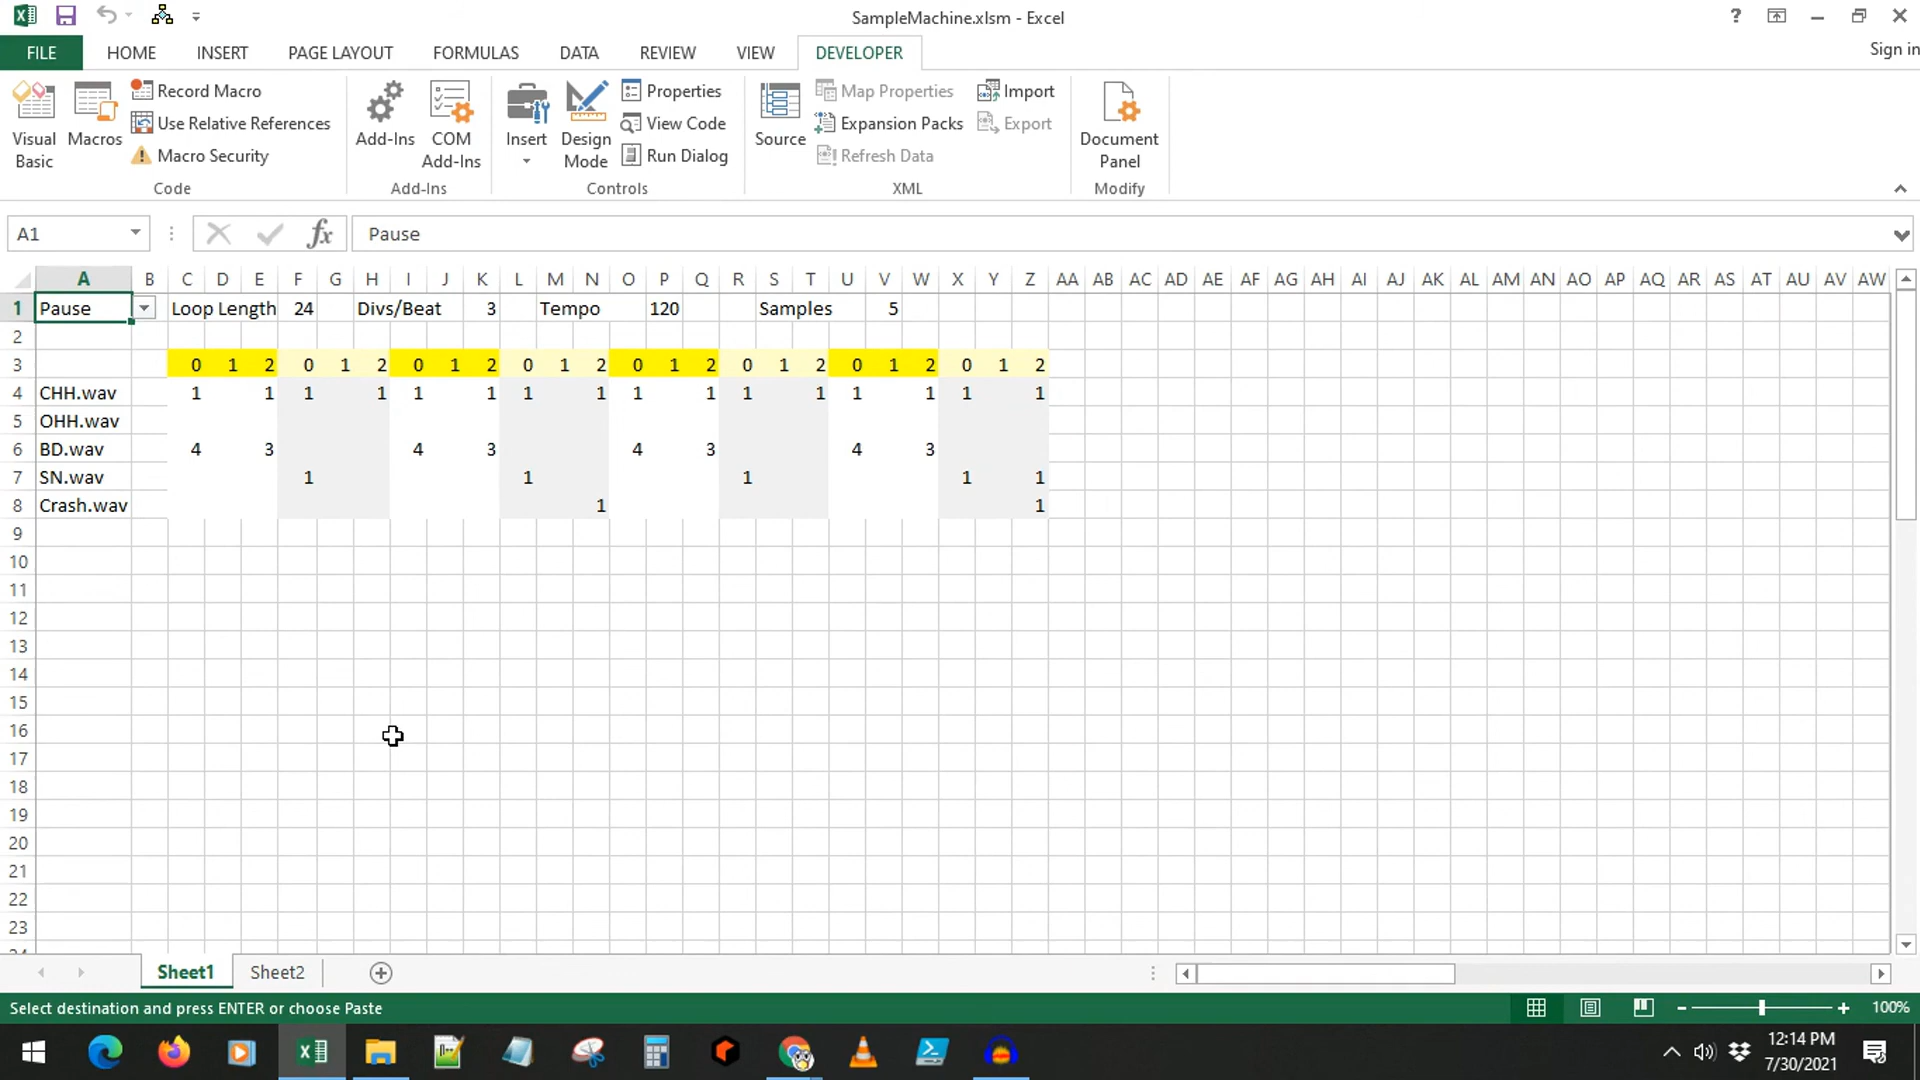 SampleMachine.xlsm - Excel
?
FILE HOME INSERT PAGE LAYOUT FORMULAS DATA REVIEW VIEW DEVELOPER Sign in
Visual Basic
Macros
Record Macro
Use Relative References
Macro Security
Code
Add-Ins
COM Add-Ins
Add-Ins
Insert
Design Mode
Properties
View Code
Run Dialog
Controls
Source
Map Properties
Expansion Packs
Refresh Data
Import
Export
XML
Document Panel
Modify
A1 fx Pause
A B C D E F G H I J K L M N O P Q R S T U V W X Y Z AA AB AC AD AE AF AG AH AI AJ AK AL AM AN AO AP AQ AR AS AT AU AV AW
1 Pause Loop Length 24 Divs/Beat 3 Tempo 120 Samples 5
2
3 0 1 2 0 1 2 0 1 2 0 1 2 0 1 2 0 1 2 0 1 2 0 1 2
4 CHH.wav 1 1 1 1 1 1 1 1 1 1 1 1 1 1 1 1
5 OHH.wav
6 BD.wav 4 3 4 3 4 3 4 3
7 SN.wav 1 1 1 1 1
8 Crash.wav 1 1
9
10
11
12
13
14
15
16
17
18
19
20
21
22
23
Sheet1 Sheet2
Select destination and press ENTER or choose Paste 100%
12:14 PM
7/30/2021